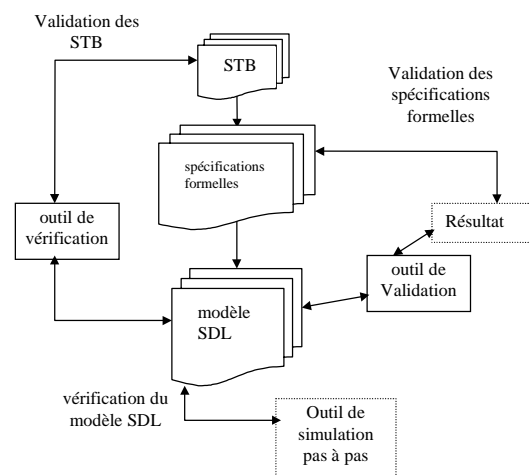 Validation des
STB
STB
Validation des
spécifications
formelles
spécifications
formelles
outil de
vérification
Résultat
outil de
Validation
modèle
SDL
vérification du
modèle SDL
Outil de
simulation
pas à pas